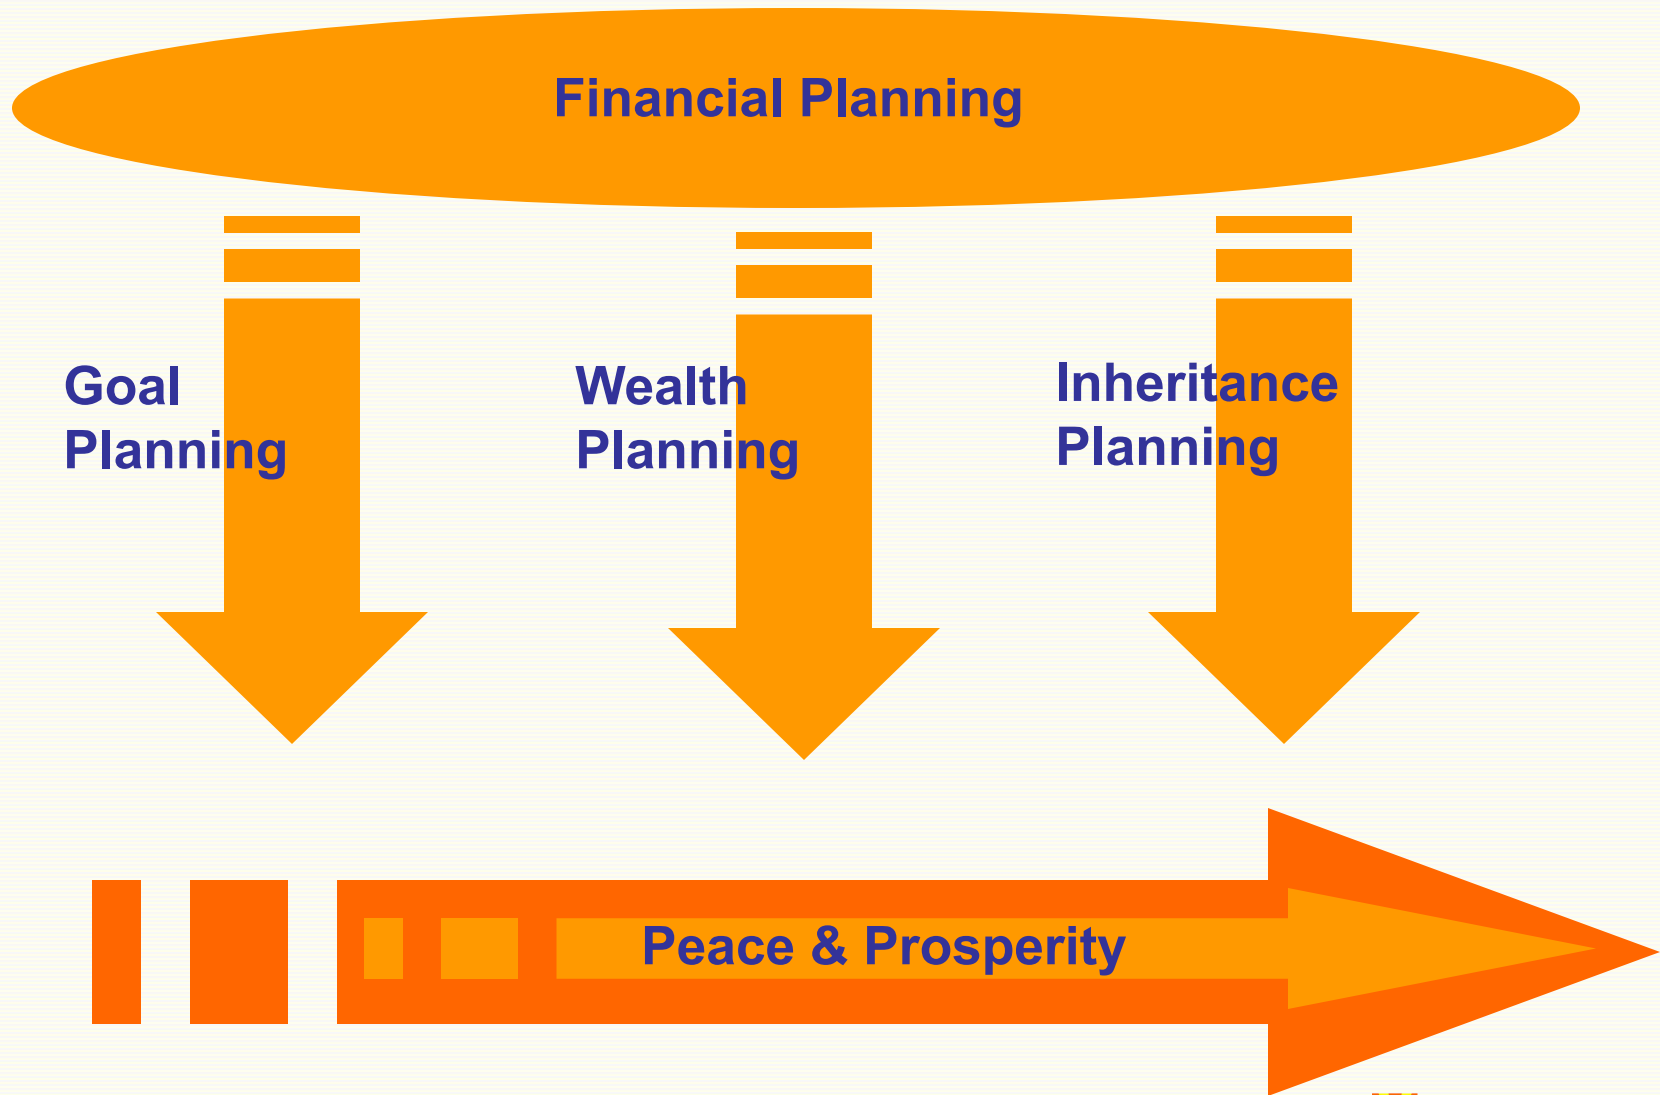 Financial Planning
Goal
Planning
Wealth
Planning
Inheritance
Planning
Peace & Prosperity